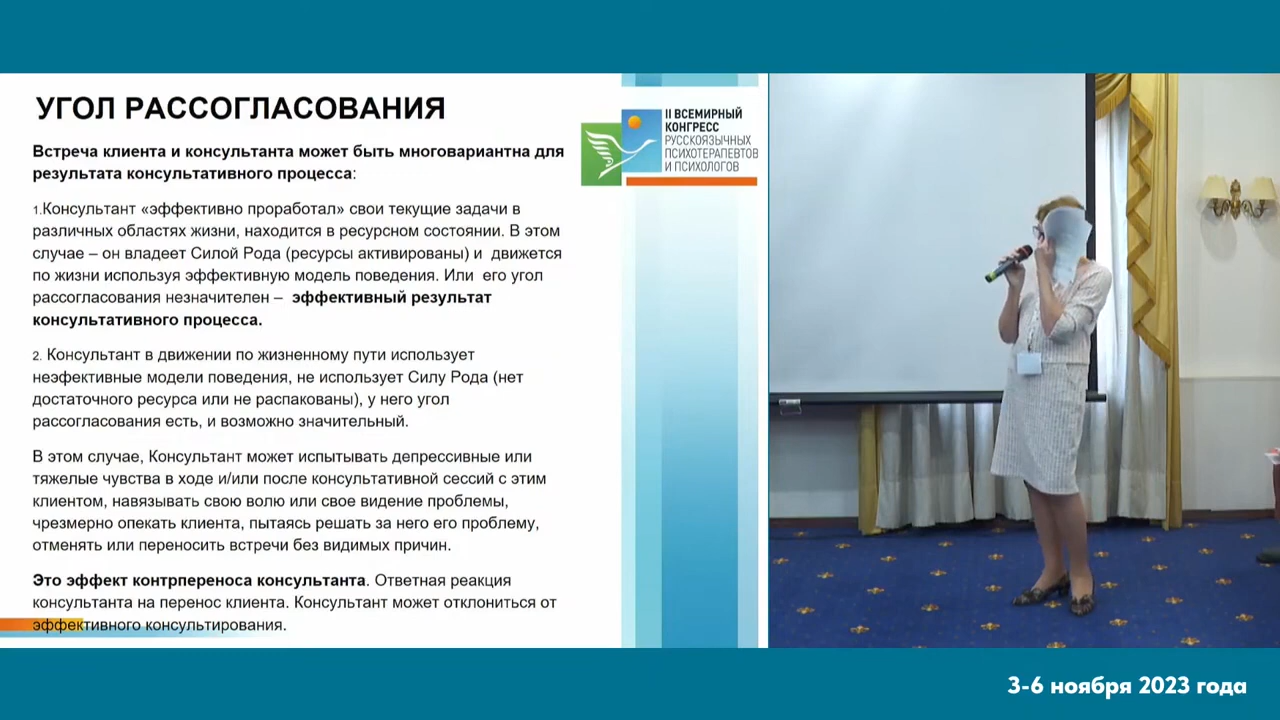 УГОЛ РАССОГЛАСОВАНИЯ
Встреча клиента и консультанта может быть многовариантна для
результата консультативного процесса:
1.Консультант «эффективно проработал» свои текущие задачи в
различных областях жизни, находится в ресурсном состоянии. В этом
случае – он владеет Силой Рода (ресурсы активированы) и движется
по жизни используя эффективную модель поведения. Или его угол
рассогласования незначителен – эффективный результат
консультативного процесса.
2. Консультант в движении по жизненному пути использует
неэфективные модели поведения, не использует Силу Рода (нет
достаточного ресурса или не распакованы), у него угол
рассогласования есть, и возможно значительный.
В этом случае, Консультант может испытывать депрессивные или
тяжелые чувства в ходе и/или после консультативной сессий с этим
клиентом, навязывать свою волю или свое видение проблемы,
чрезмерно опекать клиента, пытаясь решать за него его проблему,
отменять или переносить встречи без видимых причин.
Это эффект контрпереноса консультанта. Ответная реакция
консультанта на перенос клиента. Консультант может отклониться от
эффективного консультирования.
II ВСЕМИРНЫЙ
КОНГРЕСС
РУССКОЯЗЫЧНЫХ
ПСИХОТЕРАПЕВТОВ
И ПСИХОЛОГОВ
3-6 ноября 2023 года